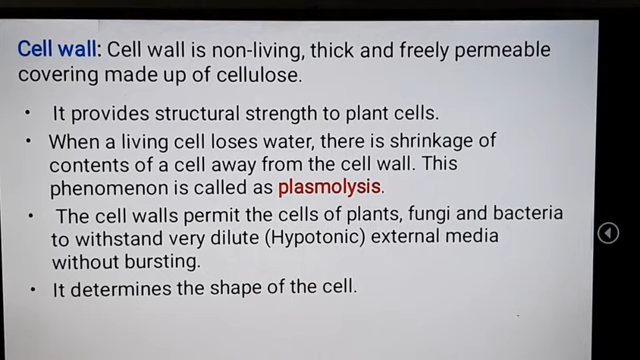 Cell wall: Cell wall is non-living, thick and freely permeable
covering made up of cellulose.
• It provides structural strength to plant cells.
• When a living cell loses water, there is shrinkage of
contents of a cell away from the cell wall. This
phenomenon is called as plasmolysis.
• The cell walls permit the cells of plants, fungi and bacteria
to withstand very dilute (Hypotonic) external media
without bursting.
• It determines the shape of the cell.